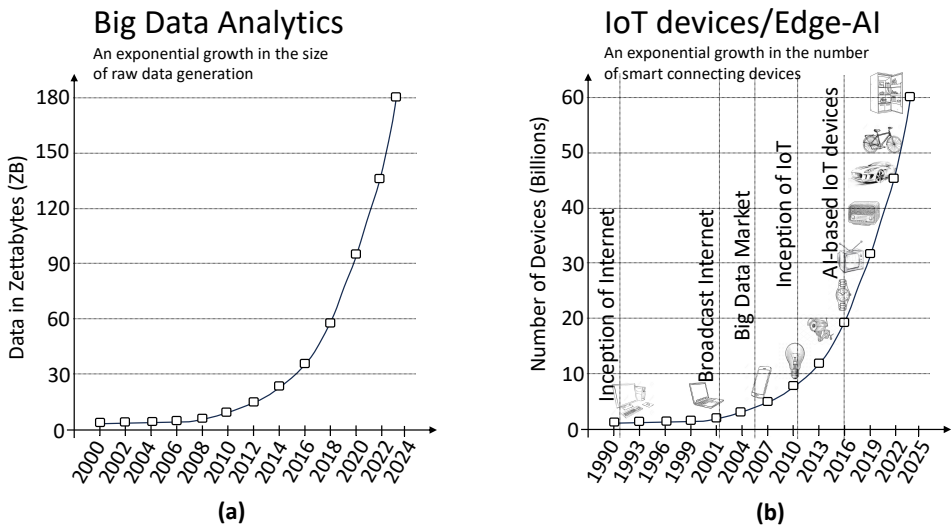 Big Data Analytics
An exponential growth in the size
of raw data generation
Data in Zettabytes (ZB)
180
150
120
90
60
30
0
2000
2002
2004
2006
2008
2010
2012
2014
2016
2018
2020
2022
2024
(a)
IoT devices/Edge-AI
An exponential growth in the number
of smart connecting devices
Number of Devices (Billions)
60
50
40
30
20
10
0
Inception of Internet
Broadcast Internet
Big Data Market
Inception of IoT
AI-based IoT devices
1990
1993
1996
1999
2001
2004
2007
2010
2013
2016
2019
2022
2025
(b)